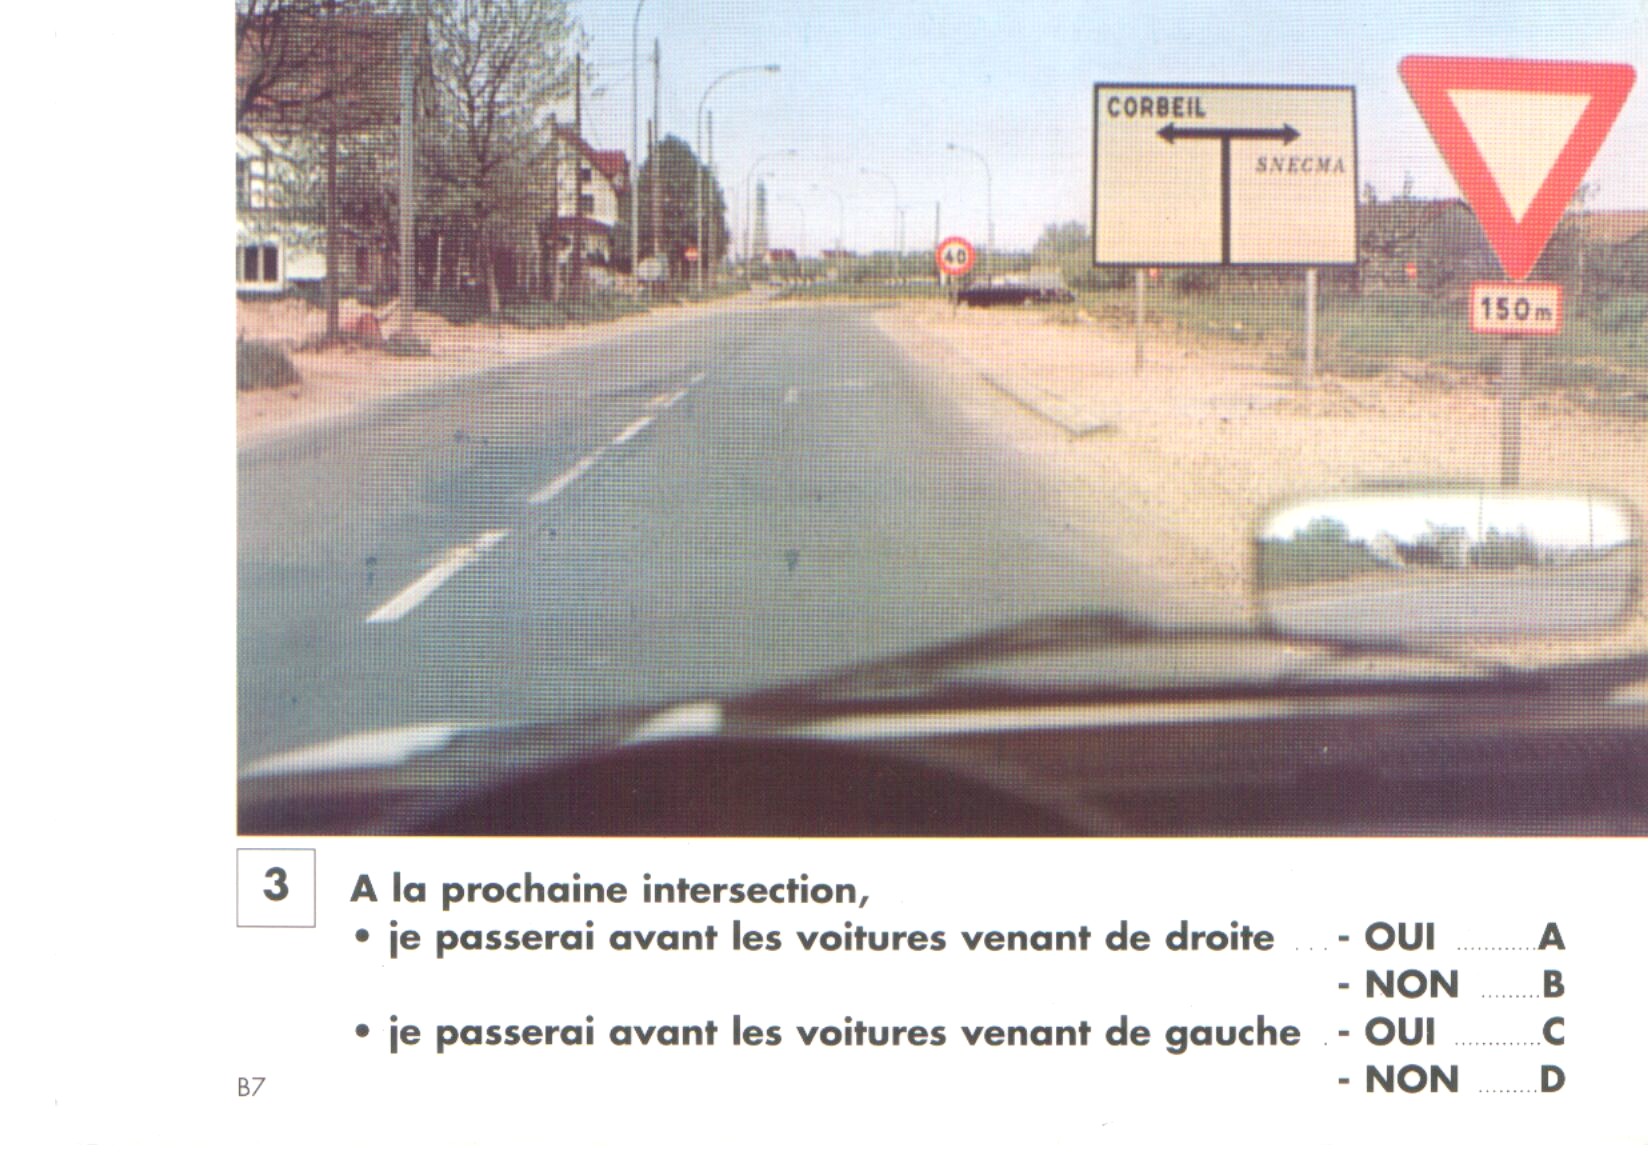 CORBEIL
SNECMA
40
150m
3 A la prochaine intersection,
• je passerai avant les voitures venant de droite ... - OUI ........... A
- NON ......... B
• je passerai avant les voitures venant de gauche . - OUI ............. C
- NON ......... D
B7